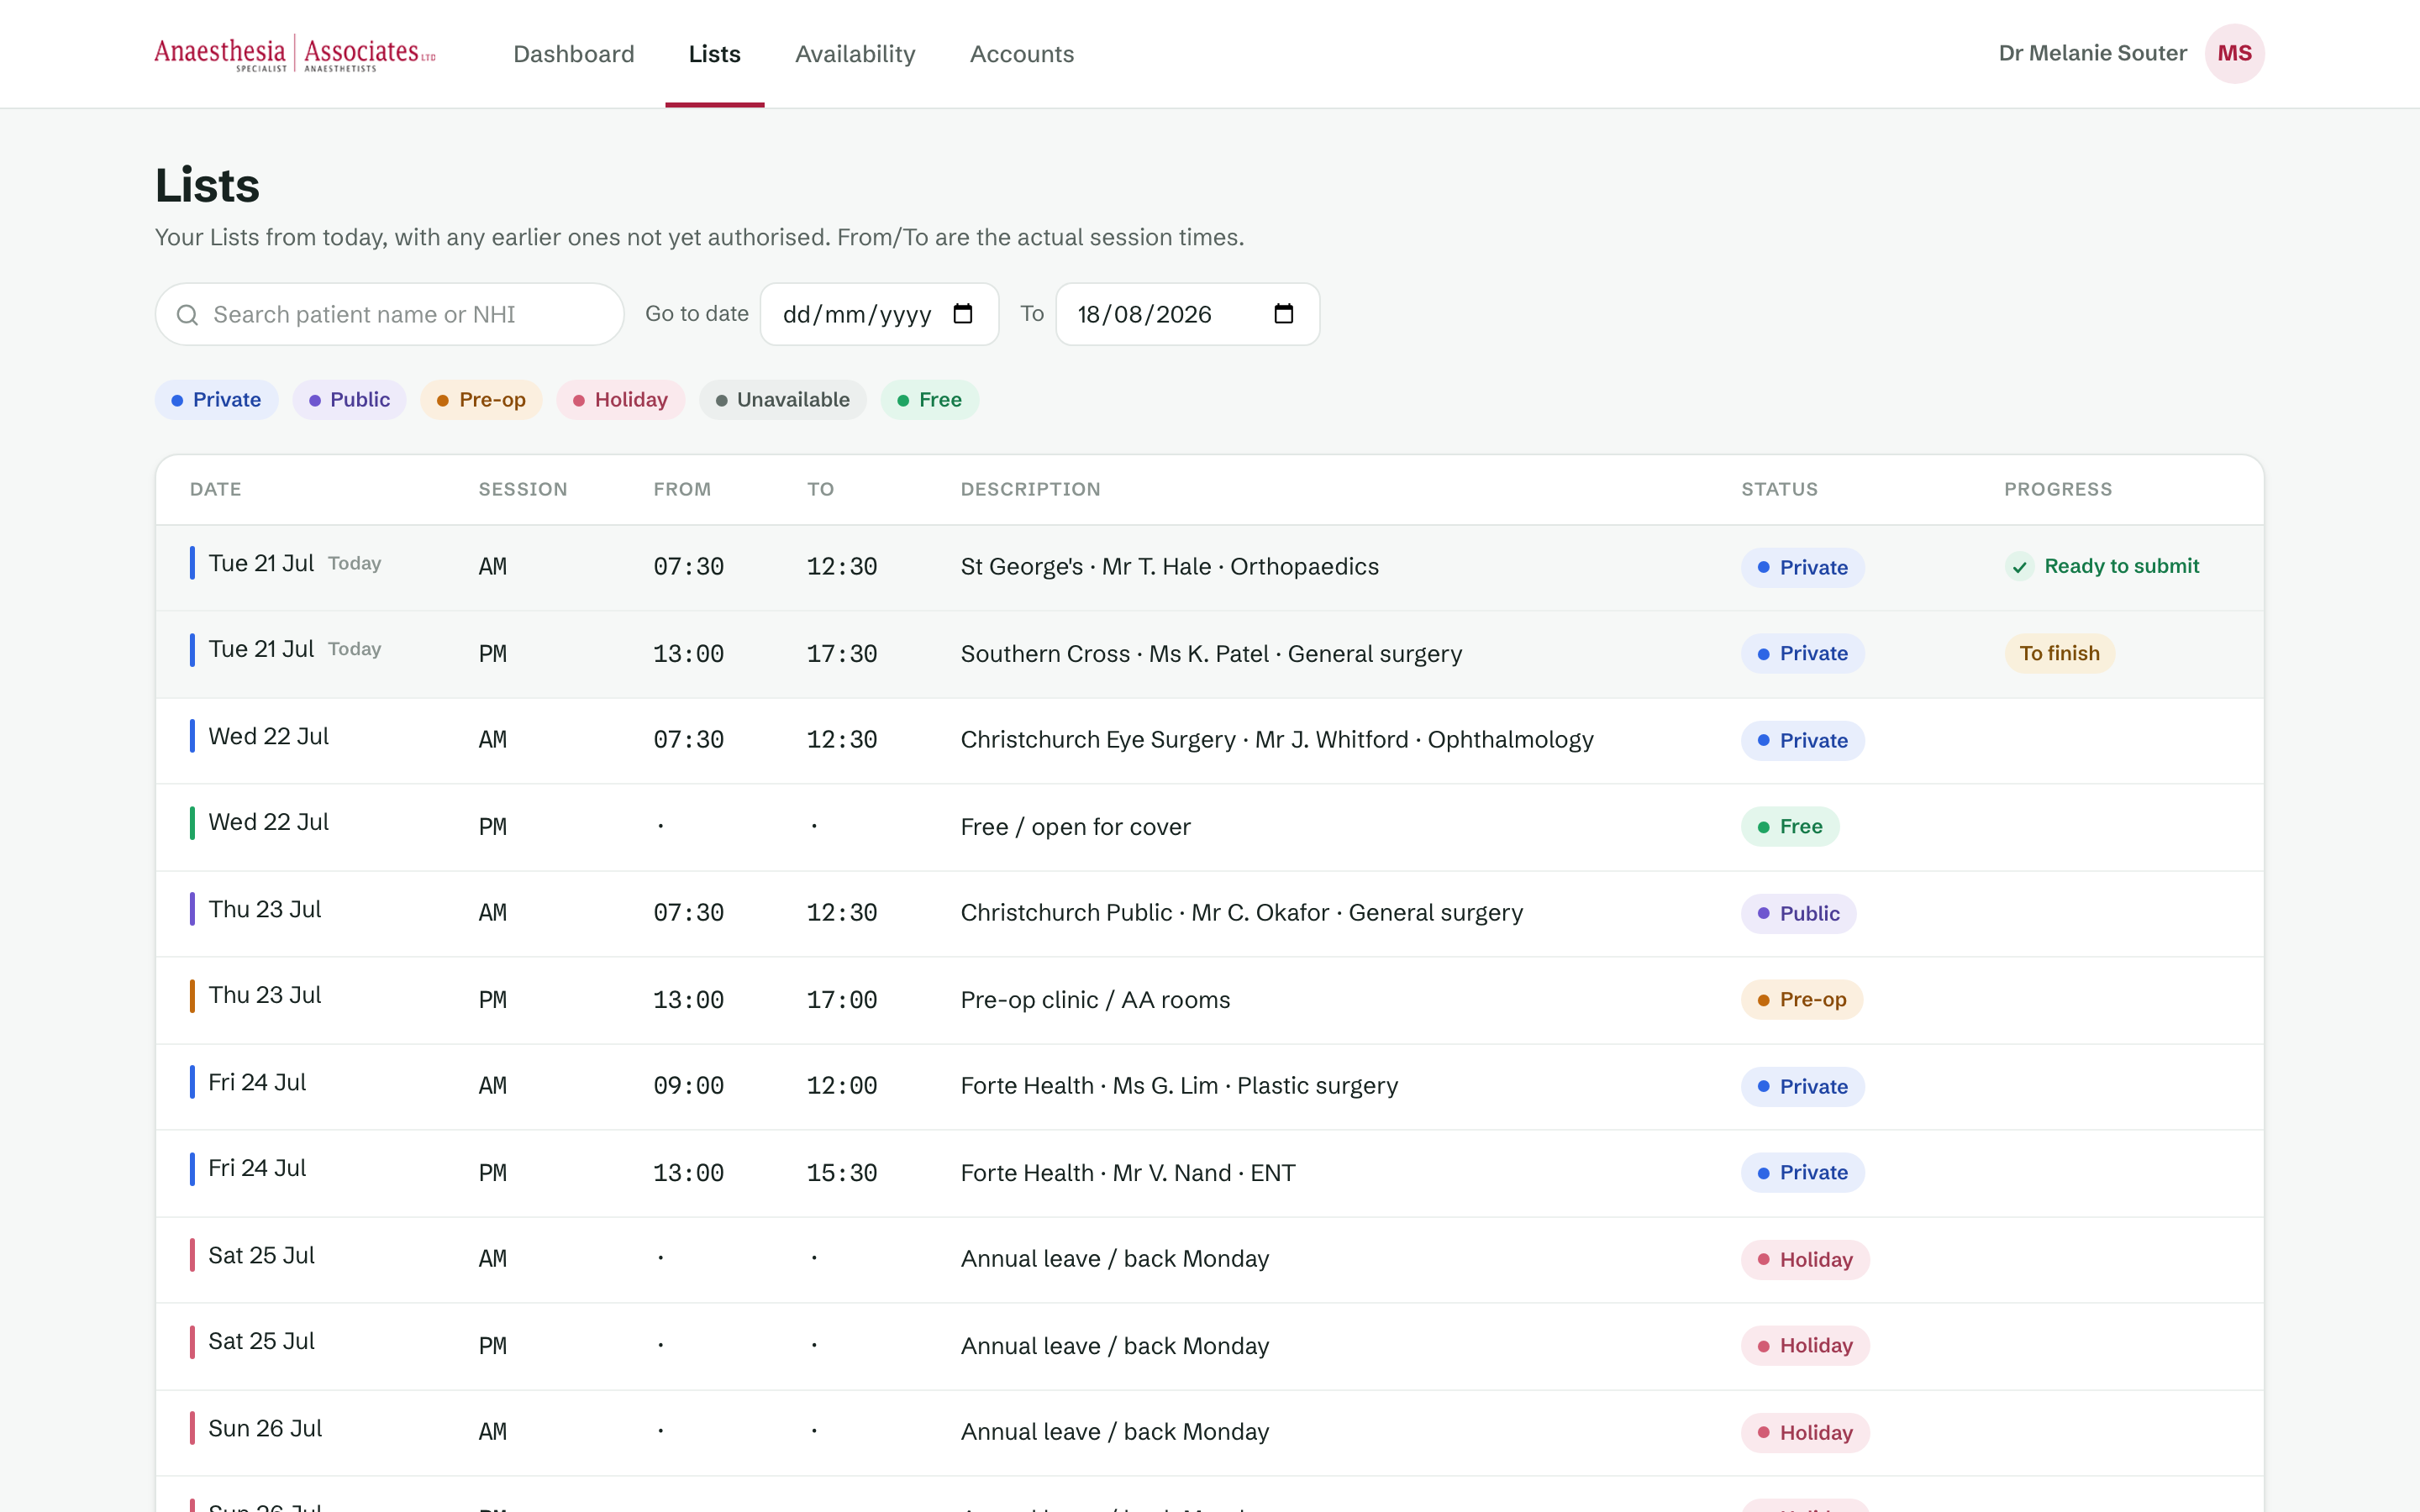 Anaesthesia | Associates LTD
SPECIALIST ANAESTHETISTS
Dashboard Lists Availability Accounts
Dr Melanie Souter MS
Lists
Your Lists from today, with any earlier ones not yet authorised. From/To are the actual session times.
Search patient name or NHI Go to date dd/mm/yyyy To 18/08/2026
Private Public Pre-op Holiday Unavailable Free
DATE SESSION FROM TO DESCRIPTION STATUS PROGRESS
Tue 21 Jul Today AM 07:30 12:30 St George's · Mr T. Hale · Orthopaedics Private Ready to submit
Tue 21 Jul Today PM 13:00 17:30 Southern Cross · Ms K. Patel · General surgery Private To finish
Wed 22 Jul AM 07:30 12:30 Christchurch Eye Surgery · Mr J. Whitford · Ophthalmology Private
Wed 22 Jul PM · · Free / open for cover Free
Thu 23 Jul AM 07:30 12:30 Christchurch Public · Mr C. Okafor · General surgery Public
Thu 23 Jul PM 13:00 17:00 Pre-op clinic / AA rooms Pre-op
Fri 24 Jul AM 09:00 12:00 Forte Health · Ms G. Lim · Plastic surgery Private
Fri 24 Jul PM 13:00 15:30 Forte Health · Mr V. Nand · ENT Private
Sat 25 Jul AM · · Annual leave / back Monday Holiday
Sat 25 Jul PM · · Annual leave / back Monday Holiday
Sun 26 Jul AM · · Annual leave / back Monday Holiday